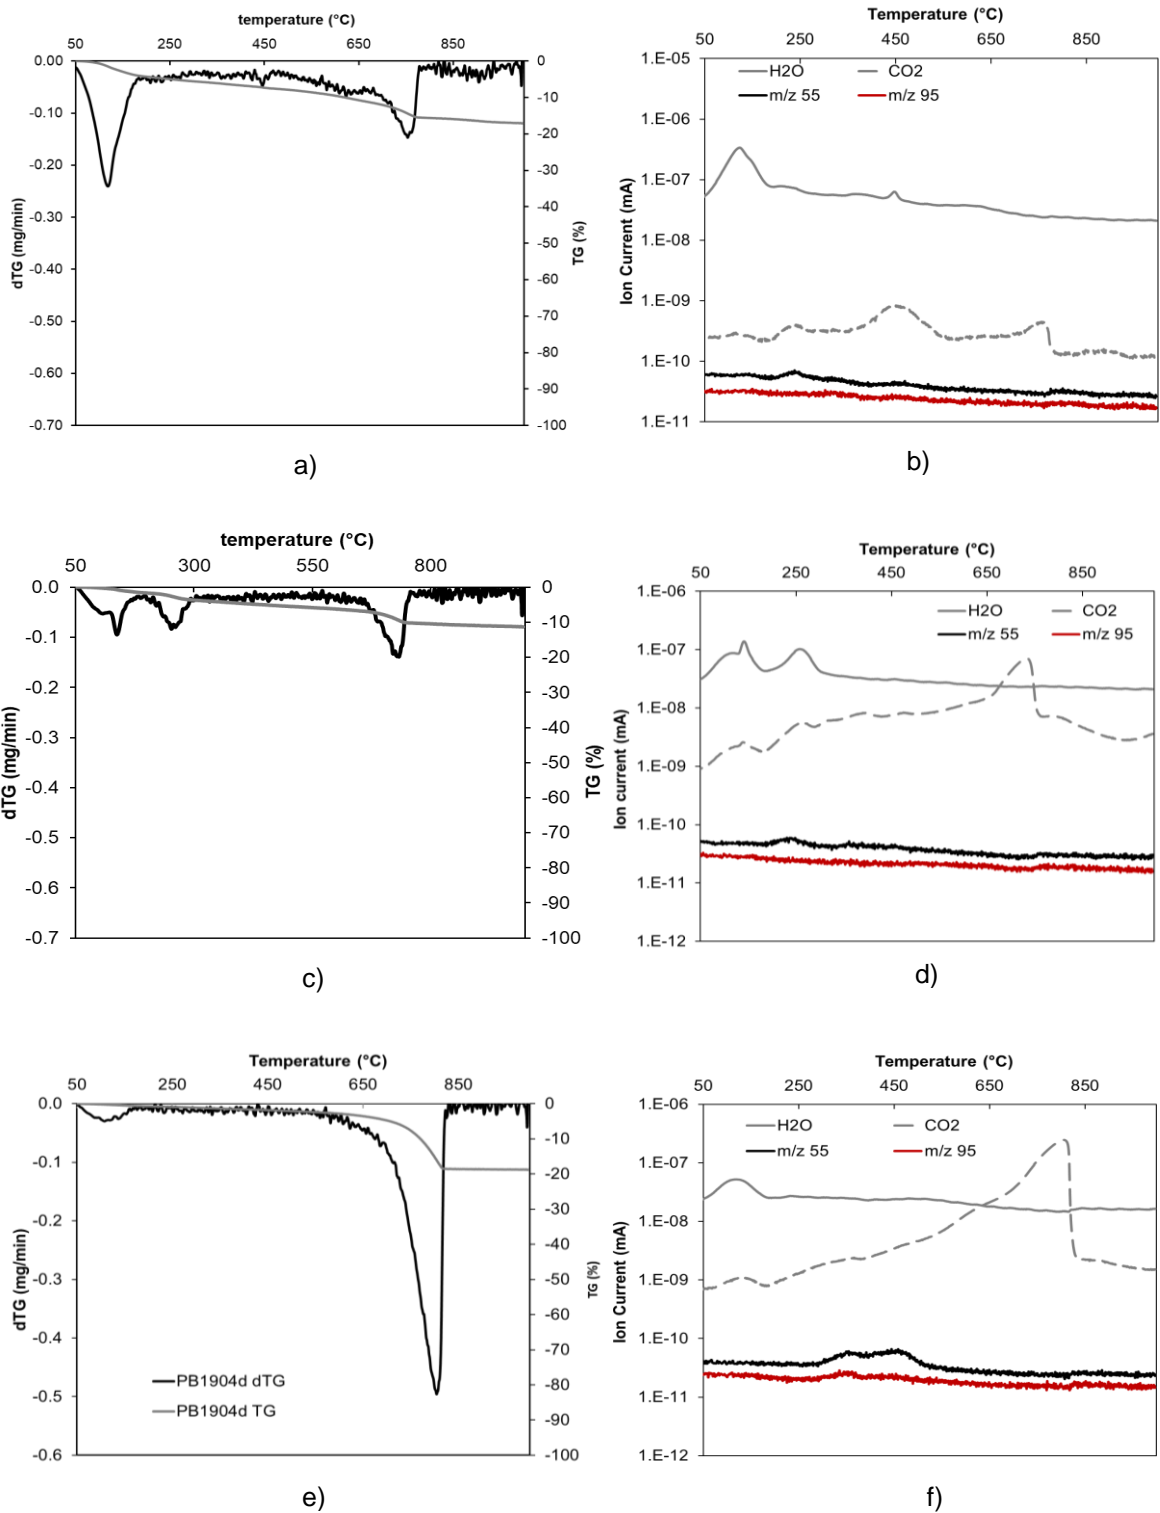 temperature (°C)
50 250 450 650 850
0.00
-0.10
-0.20
-0.30
-0.40
-0.50
-0.60
-0.70
dTG (mg/min)
0
-10
-20
-30
-40
-50
-60
-70
-80
-90
-100
TG (%)
a)
Temperature (°C)
50 250 450 650 850
1.E-05
1.E-06
1.E-07
1.E-08
1.E-09
1.E-10
1.E-11
Ion Current (mA)
H2O CO2
m/z 55 m/z 95
b)
temperature (°C)
50 300 550 800
0.0
-0.1
-0.2
-0.3
-0.4
-0.5
-0.6
-0.7
dTG (mg/min)
0
-10
-20
-30
-40
-50
-60
-70
-80
-90
-100
TG (%)
c)
Temperature (°C)
50 250 450 650 850
1.E-06
1.E-07
1.E-08
1.E-09
1.E-10
1.E-11
1.E-12
Ion current (mA)
H2O CO2
m/z 55 m/z 95
d)
Temperature (°C)
50 250 450 650 850
0.0
-0.1
-0.2
-0.3
-0.4
-0.5
-0.6
dTG (mg/min)
0
-10
-20
-30
-40
-50
-60
-70
-80
-90
-100
TG (%)
PB1904d dTG
PB1904d TG
e)
Temperature (°C)
50 250 450 650 850
1.E-06
1.E-07
1.E-08
1.E-09
1.E-10
1.E-11
1.E-12
Ion Current (mA)
H2O CO2
m/z 55 m/z 95
f)